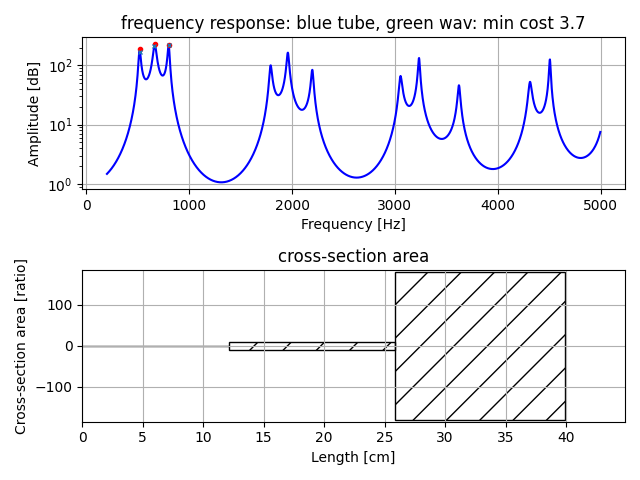 frequency response: blue tube, green wav: min cost 3.7
Amplitude [dB]
10²
10¹
10⁰
0 1000 2000 3000 4000 5000
Frequency [Hz]
cross-section area
Cross-section area [ratio]
100
0
−100
0 5 10 15 20 25 30 35 40
Length [cm]